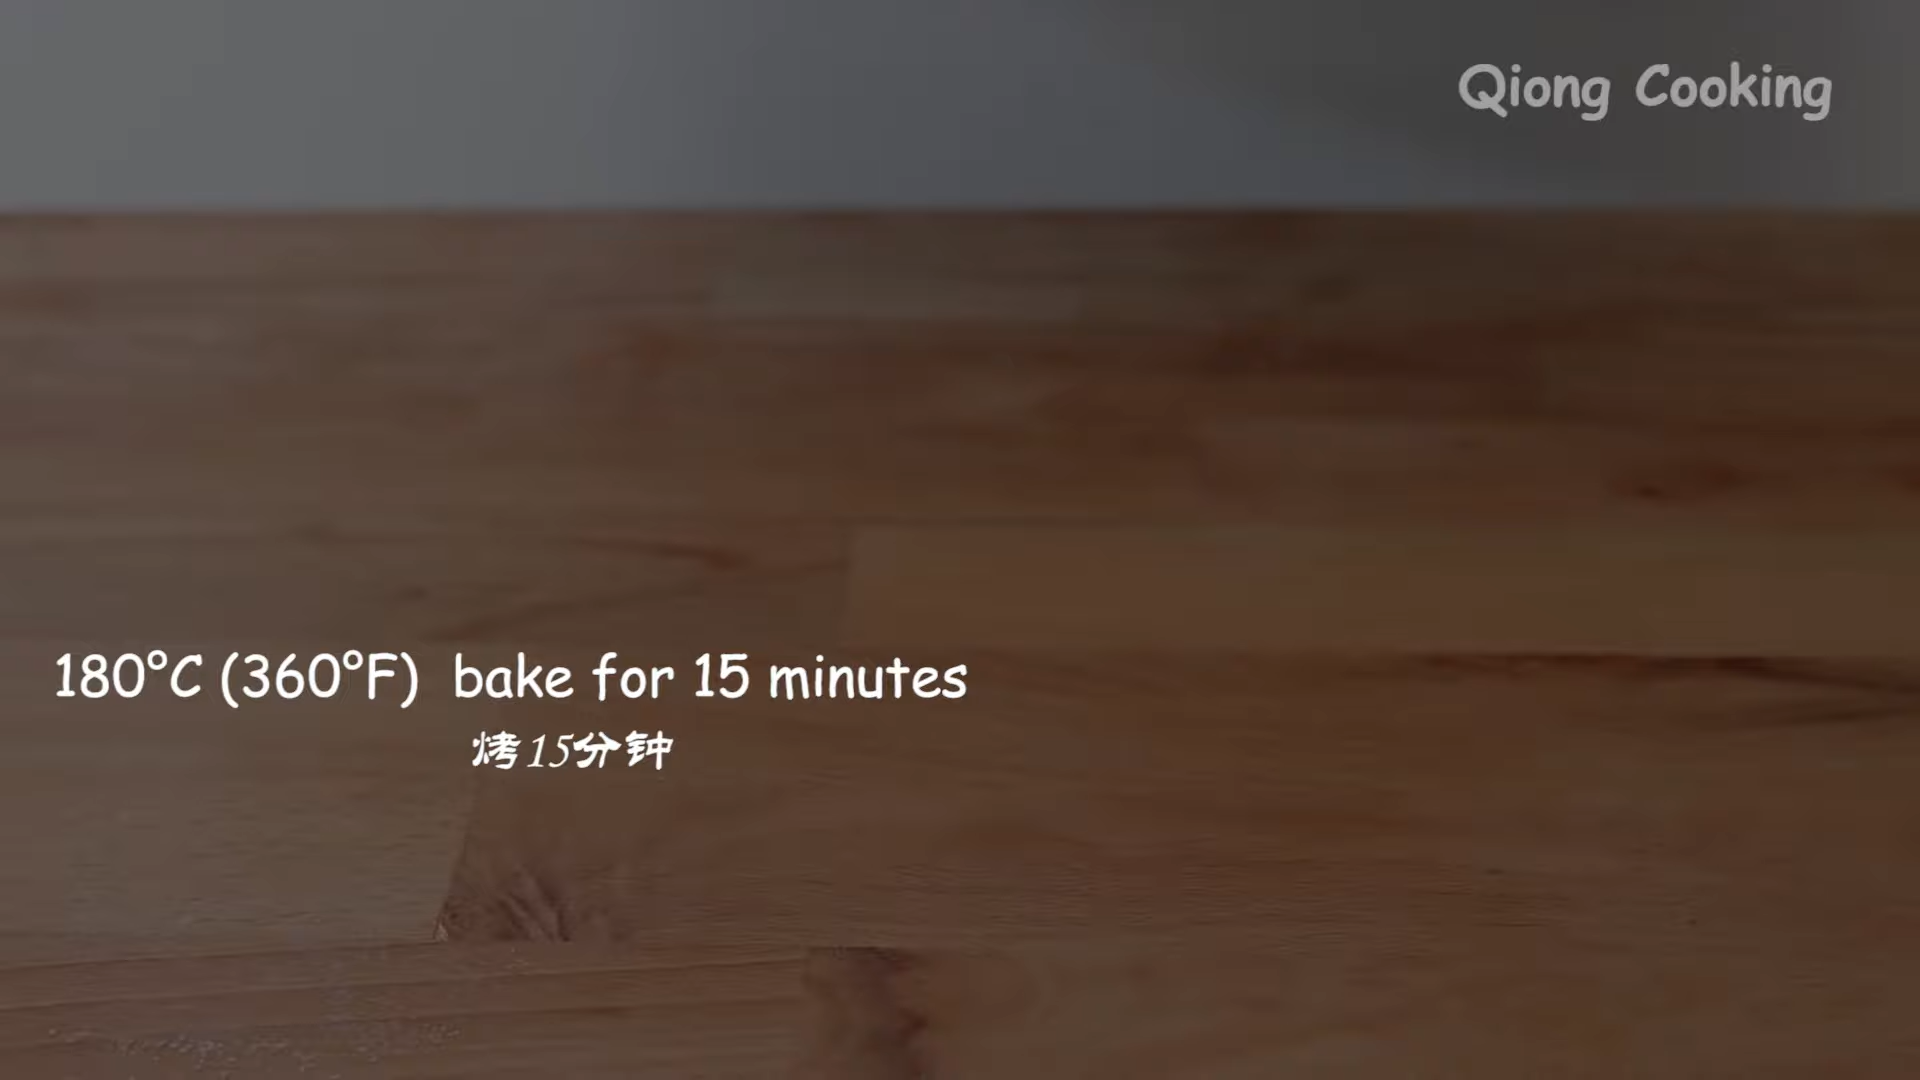 Qiong Cooking
180°C (360°F) bake for 15 minutes
烤15分钟